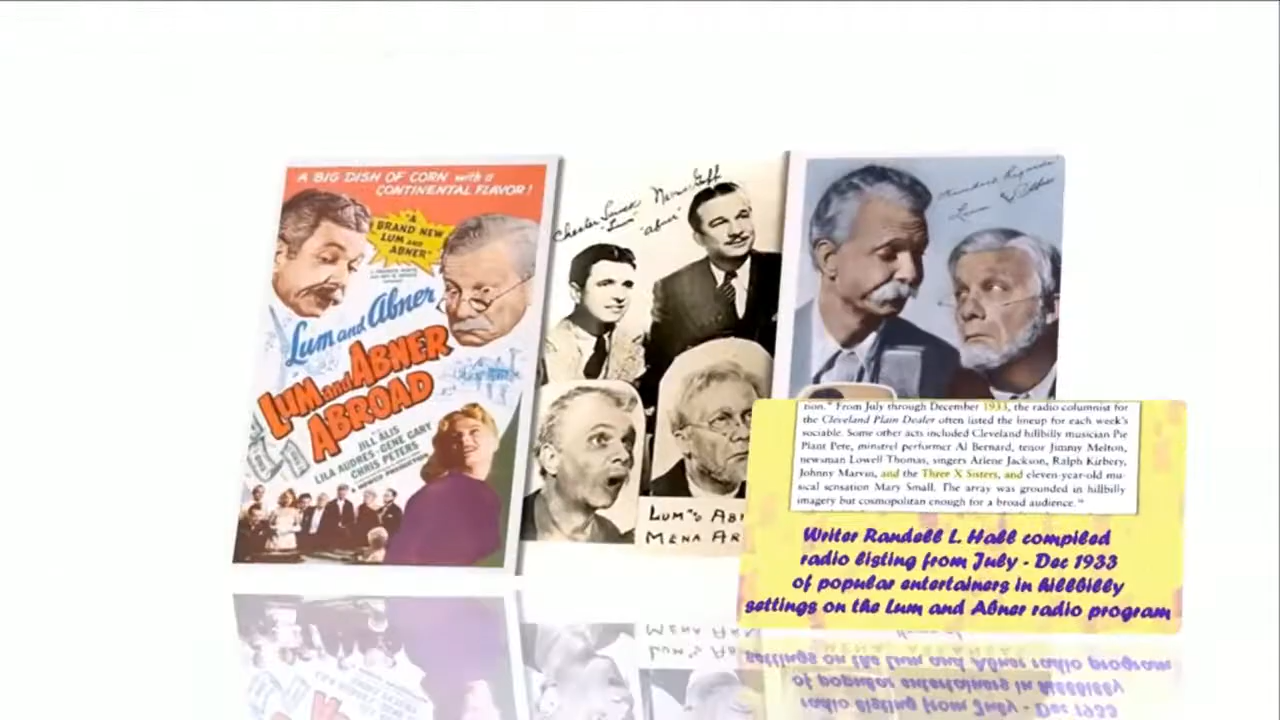 A BIG DISH OF CORN with a
CONTINENTAL FLAVOR!
"A
BRAND NEW
LUM AND
ABNER"
Lum and Abner
LUM and ABNER
ABROAD
JILL ALIS
LILA AUDRES · GENE GARY
CHRIS PETERS
Chester Lauck Norris Goff
"Lum" "abner"
LUM "& ABN
MENA AR
Lum & Abner
tion." From July through December 1933, the radio columnist for
the Cleveland Plain Dealer often listed the lineup for each week's
sociable. Some other acts included Cleveland hillbilly musician Pie
Plant Pete, minstrel performer Al Bernard, tenor Jimmy Melton,
newsman Lowell Thomas, singers Arlene Jackson, Ralph Kirbery,
Johnny Marvin, and the Three X Sisters, and eleven-year-old mu-
sical sensation Mary Small. The array was grounded in hillbilly
imagery but cosmopolitan enough for a broad audience."
Writer Randell L. Hall compiled
radio listing from July - Dec 1933
of popular entertainers in hillbilly
settings on the Lum and Abner radio program